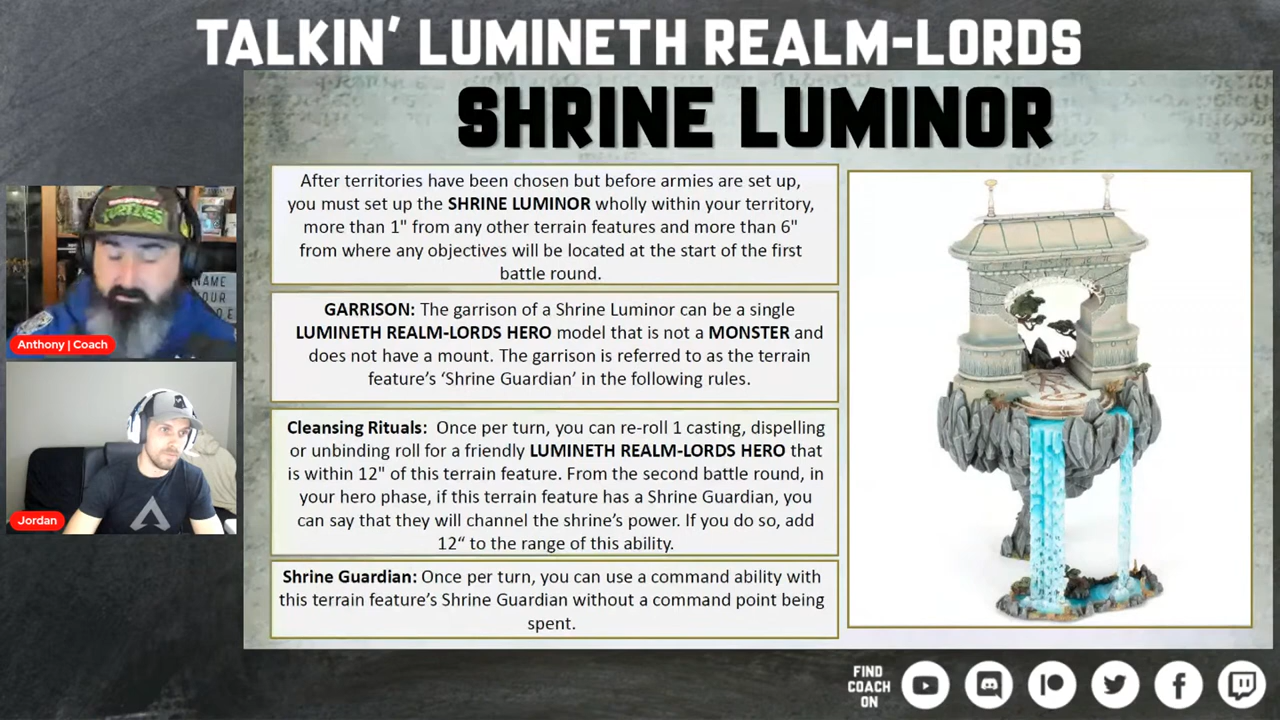 TALKIN' LUMINETH REALM-LORDS
SHRINE LUMINOR
After territories have been chosen but before armies are set up,
you must set up the SHRINE LUMINOR wholly within your territory,
more than 1" from any other terrain features and more than 6"
from where any objectives will be located at the start of the first
battle round.
GARRISON: The garrison of a Shrine Luminor can be a single
LUMINETH REALM-LORDS HERO model that is not a MONSTER and
does not have a mount. The garrison is referred to as the terrain
feature's 'Shrine Guardian' in the following rules.
Cleansing Rituals: Once per turn, you can re-roll 1 casting, dispelling
or unbinding roll for a friendly LUMINETH REALM-LORDS HERO that
is within 12" of this terrain feature. From the second battle round, in
your hero phase, if this terrain feature has a Shrine Guardian, you
can say that they will channel the shrine's power. If you do so, add
12“ to the range of this ability.
Shrine Guardian: Once per turn, you can use a command ability with
this terrain feature's Shrine Guardian without a command point being
spent.
TURTLES
NAME
YOUR
Anthony | Coach
Jordan
FIND
COACH
ON